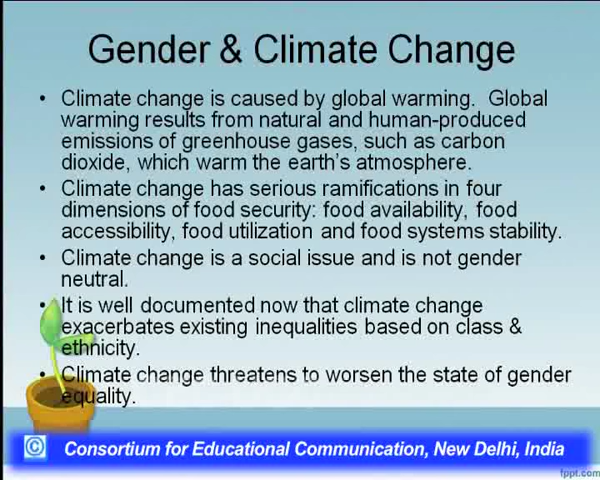 Gender & Climate Change
• Climate change is caused by global warming. Global
warming results from natural and human-produced
emissions of greenhouse gases, such as carbon
dioxide, which warm the earth's atmosphere.
• Climate change has serious ramifications in four
dimensions of food security: food availability, food
accessibility, food utilization and food systems stability.
• Climate change is a social issue and is not gender
neutral.
• It is well documented now that climate change
exacerbates existing inequalities based on class &
ethnicity.
• Climate change threatens to worsen the state of gender
equality.
© Consortium for Educational Communication, New Delhi, India
fppt.com